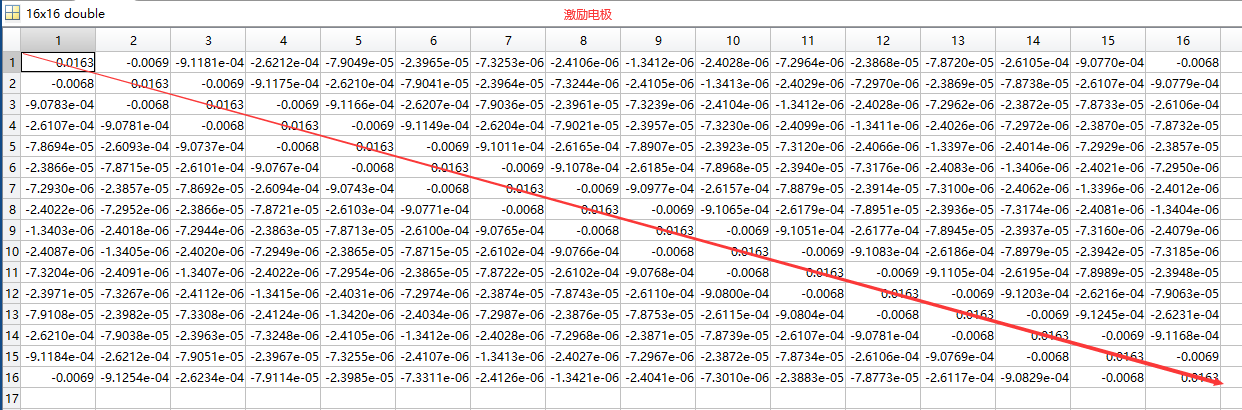 16x16 double 激励电极
1 2 3 4 5 6 7 8 9 10 11 12 13 14 15 16
1 0.0163 -0.0069 -9.1181e-04 -2.6212e-04 -7.9049e-05 -2.3965e-05 -7.3253e-06 -2.4106e-06 -1.3412e-06 -2.4028e-06 -7.2964e-06 -2.3868e-05 -7.8720e-05 -2.6105e-04 -9.0770e-04 -0.0068
2 -0.0068 0.0163 -0.0069 -9.1175e-04 -2.6210e-04 -7.9041e-05 -2.3964e-05 -7.3244e-06 -2.4105e-06 -1.3413e-06 -2.4029e-06 -7.2970e-06 -2.3869e-05 -7.8738e-05 -2.6107e-04 -9.0779e-04
3 -9.0783e-04 -0.0068 0.0163 -0.0069 -9.1166e-04 -2.6207e-04 -7.9036e-05 -2.3961e-05 -7.3239e-06 -2.4104e-06 -1.3412e-06 -2.4028e-06 -7.2962e-06 -2.3872e-05 -7.8733e-05 -2.6106e-04
4 -2.6107e-04 -9.0781e-04 -0.0068 0.0163 -0.0069 -9.1149e-04 -2.6204e-04 -7.9021e-05 -2.3957e-05 -7.3230e-06 -2.4099e-06 -1.3411e-06 -2.4026e-06 -7.2972e-06 -2.3870e-05 -7.8732e-05
5 -7.8694e-05 -2.6093e-04 -9.0737e-04 -0.0068 0.0163 -0.0069 -9.1011e-04 -2.6165e-04 -7.8907e-05 -2.3923e-05 -7.3120e-06 -2.4066e-06 -1.3397e-06 -2.4014e-06 -7.2929e-06 -2.3857e-05
6 -2.3866e-05 -7.8715e-05 -2.6101e-04 -9.0767e-04 -0.0068 0.0163 -0.0069 -9.1078e-04 -2.6185e-04 -7.8968e-05 -2.3940e-05 -7.3176e-06 -2.4083e-06 -1.3406e-06 -2.4021e-06 -7.2950e-06
7 -7.2930e-06 -2.3857e-05 -7.8692e-05 -2.6094e-04 -9.0743e-04 -0.0068 0.0163 -0.0069 -9.0977e-04 -2.6157e-04 -7.8879e-05 -2.3914e-05 -7.3100e-06 -2.4062e-06 -1.3396e-06 -2.4012e-06
8 -2.4022e-06 -7.2952e-06 -2.3866e-05 -7.8721e-05 -2.6103e-04 -9.0771e-04 -0.0068 0.0163 -0.0069 -9.1065e-04 -2.6179e-04 -7.8951e-05 -2.3936e-05 -7.3174e-06 -2.4081e-06 -1.3404e-06
9 -1.3403e-06 -2.4018e-06 -7.2944e-06 -2.3863e-05 -7.8713e-05 -2.6100e-04 -9.0765e-04 -0.0068 0.0163 -0.0069 -9.1051e-04 -2.6177e-04 -7.8945e-05 -2.3937e-05 -7.3160e-06 -2.4079e-06
10 -2.4087e-06 -1.3405e-06 -2.4020e-06 -7.2949e-06 -2.3865e-05 -7.8715e-05 -2.6102e-04 -9.0766e-04 -0.0068 0.0163 -0.0069 -9.1083e-04 -2.6186e-04 -7.8979e-05 -2.3942e-05 -7.3185e-06
11 -7.3204e-06 -2.4091e-06 -1.3407e-06 -2.4022e-06 -7.2954e-06 -2.3865e-05 -7.8722e-05 -2.6102e-04 -9.0768e-04 -0.0068 0.0163 -0.0069 -9.1105e-04 -2.6195e-04 -7.8989e-05 -2.3948e-05
12 -2.3971e-05 -7.3267e-06 -2.4112e-06 -1.3415e-06 -2.4031e-06 -7.2974e-06 -2.3874e-05 -7.8743e-05 -2.6110e-04 -9.0800e-04 -0.0068 0.0163 -0.0069 -9.1203e-04 -2.6216e-04 -7.9063e-05
13 -7.9108e-05 -2.3982e-05 -7.3308e-06 -2.4124e-06 -1.3420e-06 -2.4034e-06 -7.2987e-06 -2.3876e-05 -7.8753e-05 -2.6115e-04 -9.0804e-04 -0.0068 0.0163 -0.0069 -9.1245e-04 -2.6231e-04
14 -2.6210e-04 -7.9038e-05 -2.3963e-05 -7.3248e-06 -2.4105e-06 -1.3412e-06 -2.4028e-06 -7.2968e-06 -2.3871e-05 -7.8739e-05 -2.6107e-04 -9.0781e-04 -0.0068 0.0163 -0.0069 -9.1168e-04
15 -9.1184e-04 -2.6212e-04 -7.9051e-05 -2.3967e-05 -7.3255e-06 -2.4107e-06 -1.3413e-06 -2.4027e-06 -7.2967e-06 -2.3872e-05 -7.8734e-05 -2.6106e-04 -9.0769e-04 -0.0068 0.0163 -0.0069
16 -0.0069 -9.1254e-04 -2.6234e-04 -7.9114e-05 -2.3985e-05 -7.3311e-06 -2.4126e-06 -1.3421e-06 -2.4041e-06 -7.3010e-06 -2.3883e-05 -7.8773e-05 -2.6117e-04 -9.0829e-04 -0.0068 0.0163
17